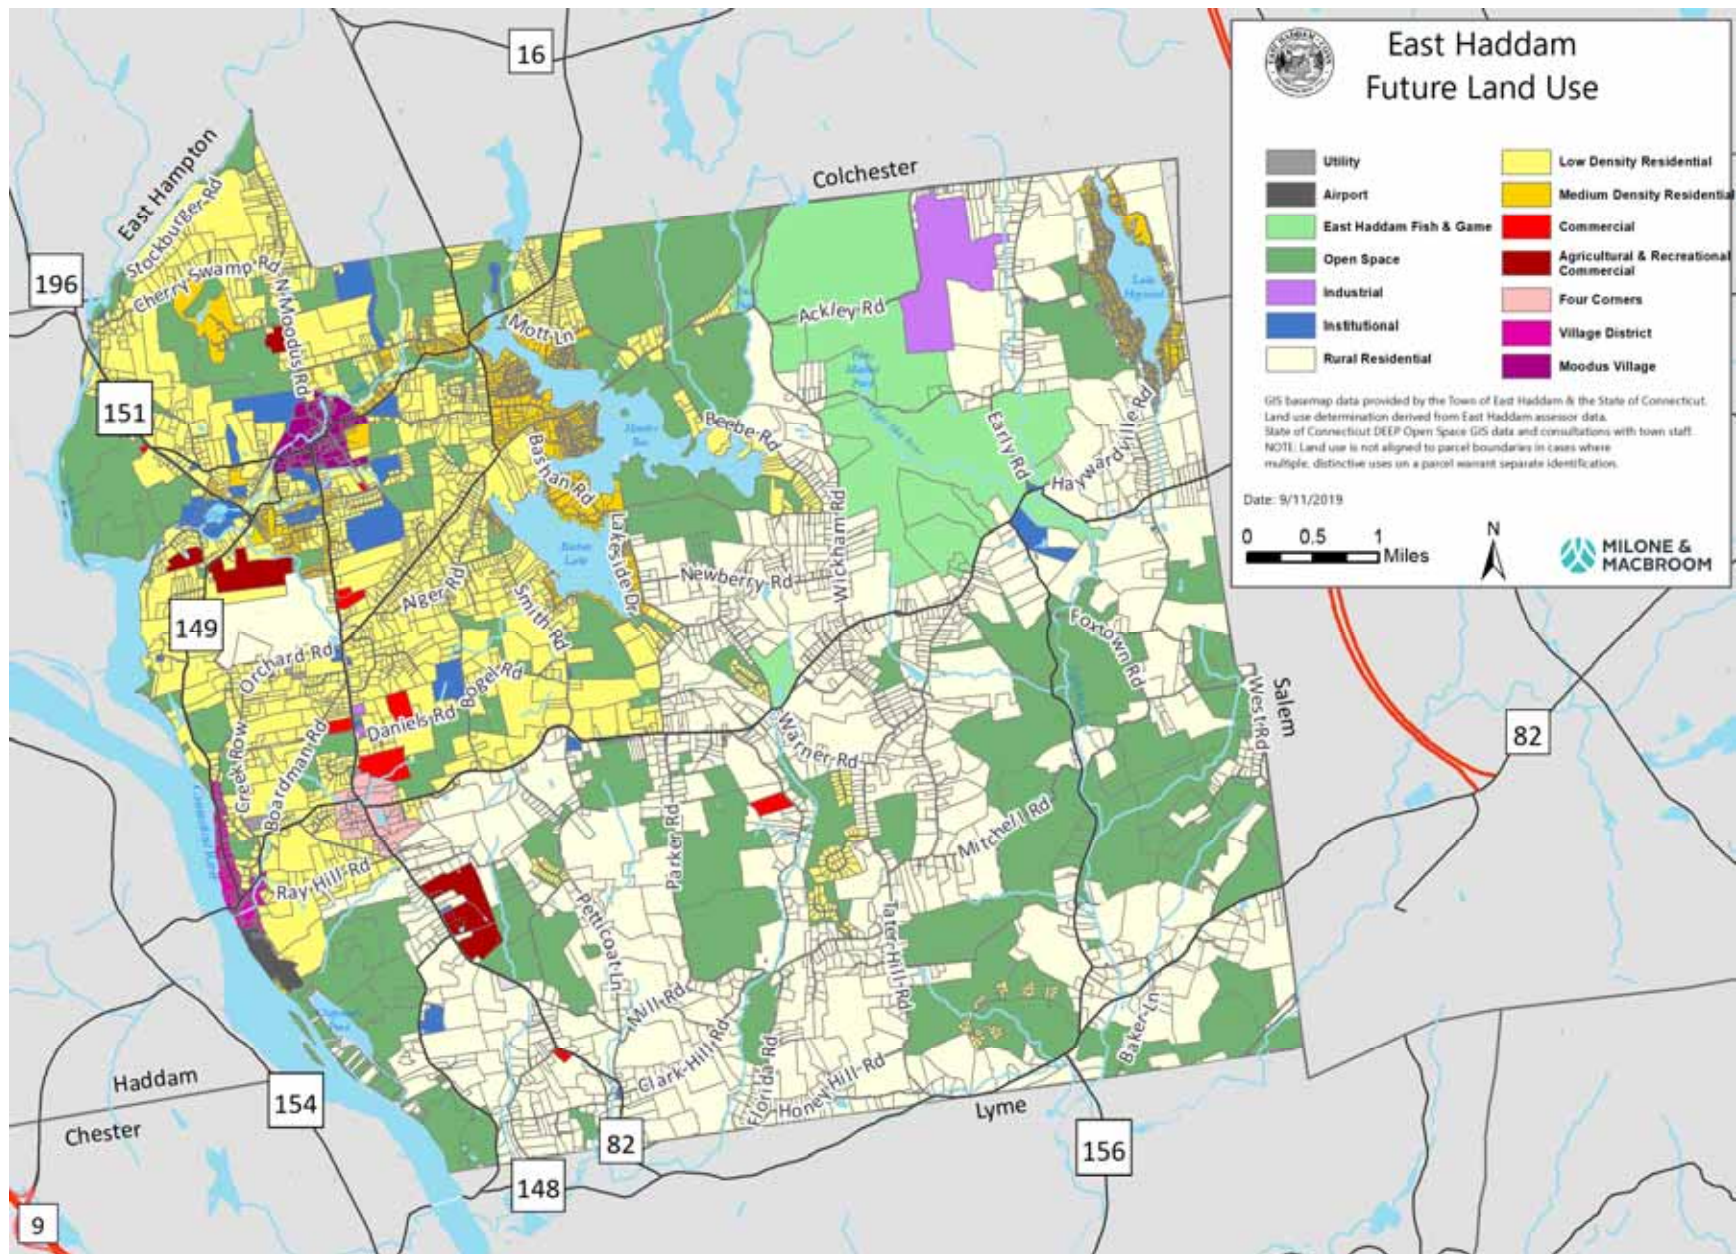 East Haddam
Future Land Use
Utility
Airport
East Haddam Fish & Game
Open Space
Industrial
Institutional
Rural Residential
Low Density Residential
Medium Density Residential
Commercial
Agricultural & Recreational
Commercial
Four Corners
Village District
Moodus Village
GIS basemap data provided by the Town of East Haddam & the State of Connecticut.
Land use determination derived from East Haddam assessor data,
State of Connecticut DEEP Open Space GIS data and consultations with town staff.
NOTE: Land use is not aligned to parcel boundaries in cases where
multiple, distinctive uses on a parcel warrant separate identification.
Date: 9/11/2019
0 0.5 1
Miles
N
MILONE &
MACBROOM
16
East Hampton
Colchester
Stockburger Rd
Cherry Swamp Rd
N Moodus Rd
196
151
Mott Ln
Ackley Rd
Beebe Rd
Early Rd
Haywardville Rd
Bashan Rd
Lakeside Dr
Wickham Rd
Newberry Rd
Alger Rd
Smith Rd
149
Orchard Rd
Foxtown Rd
Salem
West Rd
82
Bogel Rd
Daniels Rd
Creek Row
Boardman Rd
Warner Rd
Parker Rd
Mitchell Rd
Ray Hill Rd
Petticoat Ln
Tater Hill Rd
Mill Rd
Clark Hill Rd
Florida Rd
Honey Hill Rd
Baker Ln
Haddam
Chester
154
Lyme
82
156
148
9